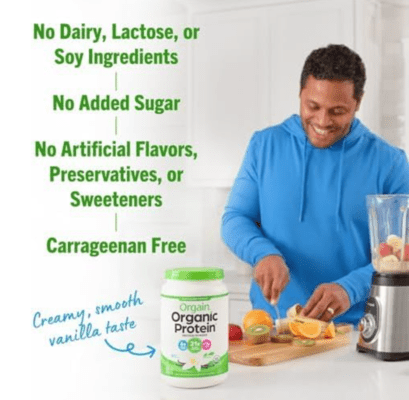 No Dairy, Lactose, or
Soy Ingredients
No Added Sugar
No Artificial Flavors,
Preservatives, or
Sweeteners
Carrageenan Free
Creamy, smooth
vanilla taste
Orgain
Organic
Protein
21g